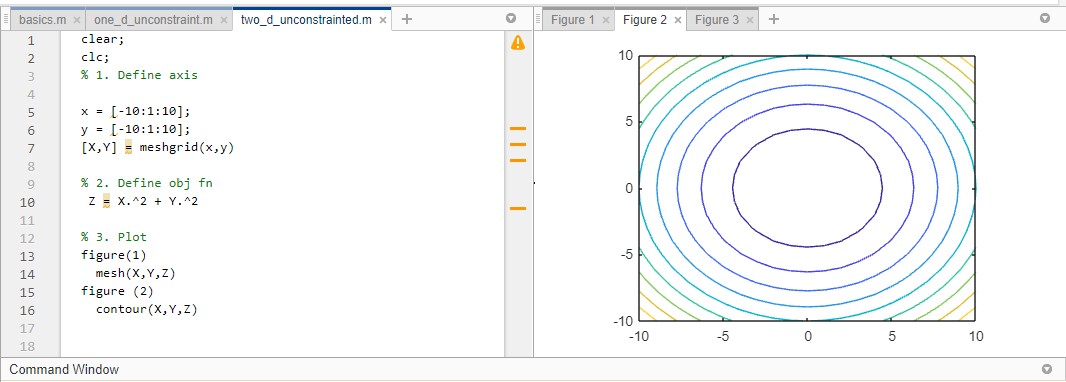 basics.m × one_d_unconstraint.m × two_d_unconstrainted.m × +
1 clear;
2 clc;
3 % 1. Define axis
4
5 x = [-10:1:10];
6 y = [-10:1:10];
7 [X,Y] = meshgrid(x,y)
8
9 % 2. Define obj fn
10 Z = X.^2 + Y.^2
11
12 % 3. Plot
13 figure(1)
14 mesh(X,Y,Z)
15 figure (2)
16 contour(X,Y,Z)
17
18
Figure 1 × Figure 2 × Figure 3 × +
10
5
0
-5
-10
-10 -5 0 5 10
Command Window